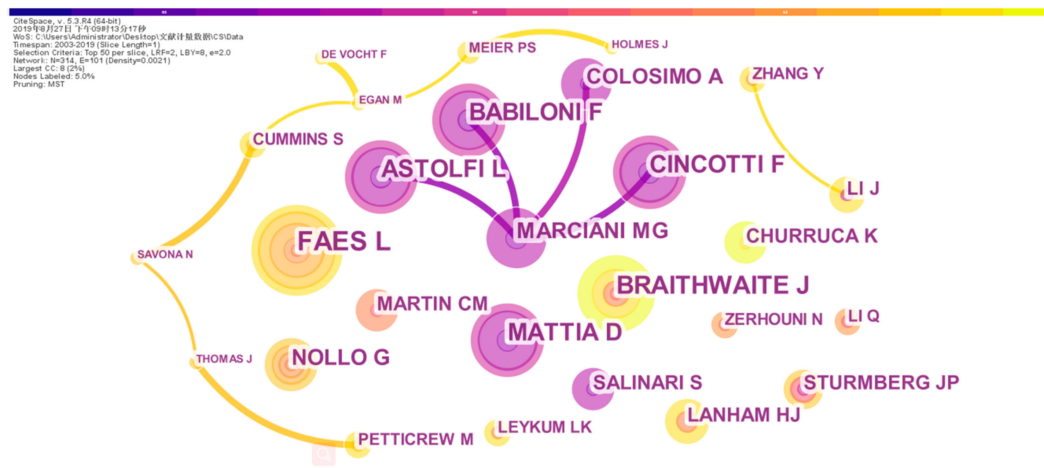 CiteSpace, v. 5.3.R4 (64-bit)
2019年8月27日 下午09时13分17秒
WoS: C:\Users\Administrator\Desktop\文献计量数据\CS\Data
Timespan: 2003-2019 (Slice Length=1)
Selection Criteria: Top 50 per slice, LRF=2, LBY=8, e=2.0
Network: N=314, E=101 (Density=0.0021)
Largest CC: 8 (2%)
Nodes Labeled: 5.0%
Pruning: MST
HOLMES J
MEIER PS
DE VOCHT F
ZHANG Y
COLOSIMO A
EGAN M
BABILONI F
CUMMINS S
CINCOTTI F
ASTOLFI L
LI J
MARCIANI MG
CHURRUCA K
FAES L
SAVONA N
BRAITHWAITE J
MARTIN CM
LI Q
ZERHOUNI N
MATTIA D
THOMAS J
NOLLO G
SALINARI S
STURMBERG JP
LANHAM HJ
LEYKUM LK
PETTICREW M